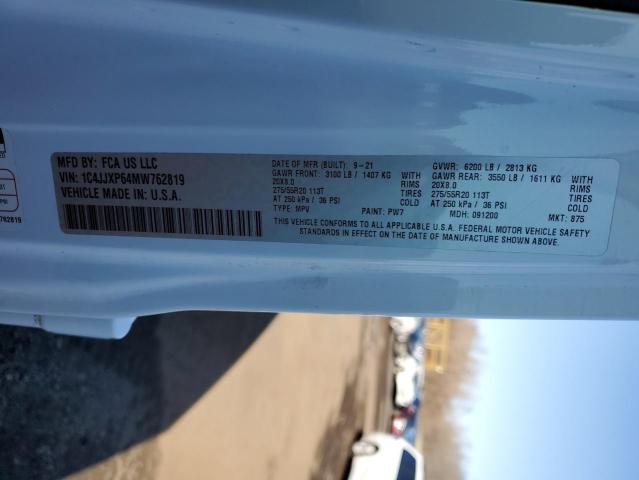 MFD BY: FCA US LLC
VIN: 1C4JJXP64MW762819
VEHICLE MADE IN U.S.A.
DATE OF MFR (BUILT): 9-21
GAWR FRONT: 3100 LB / 1407 KG WITH
20X8.0 RIMS
275/55R20 113T TIRES
AT 250 kPa / 36 PSI COLD
TYPE: MPV PAINT: PW7
GVWR: 6200 LB / 2813 KG
GAWR REAR: 3550 LB / 1611 KG WITH
20X8.0 RIMS
275/55R20 113T TIRES
AT 250 kPa / 36 PSI COLD
MDH: 091200 MKT: 875
THIS VEHICLE CONFORMS TO ALL APPLICABLE U.S.A. FEDERAL MOTOR VEHICLE SAFETY
STANDARDS IN EFFECT ON THE DATE OF MANUFACTURE SHOWN ABOVE.
762819